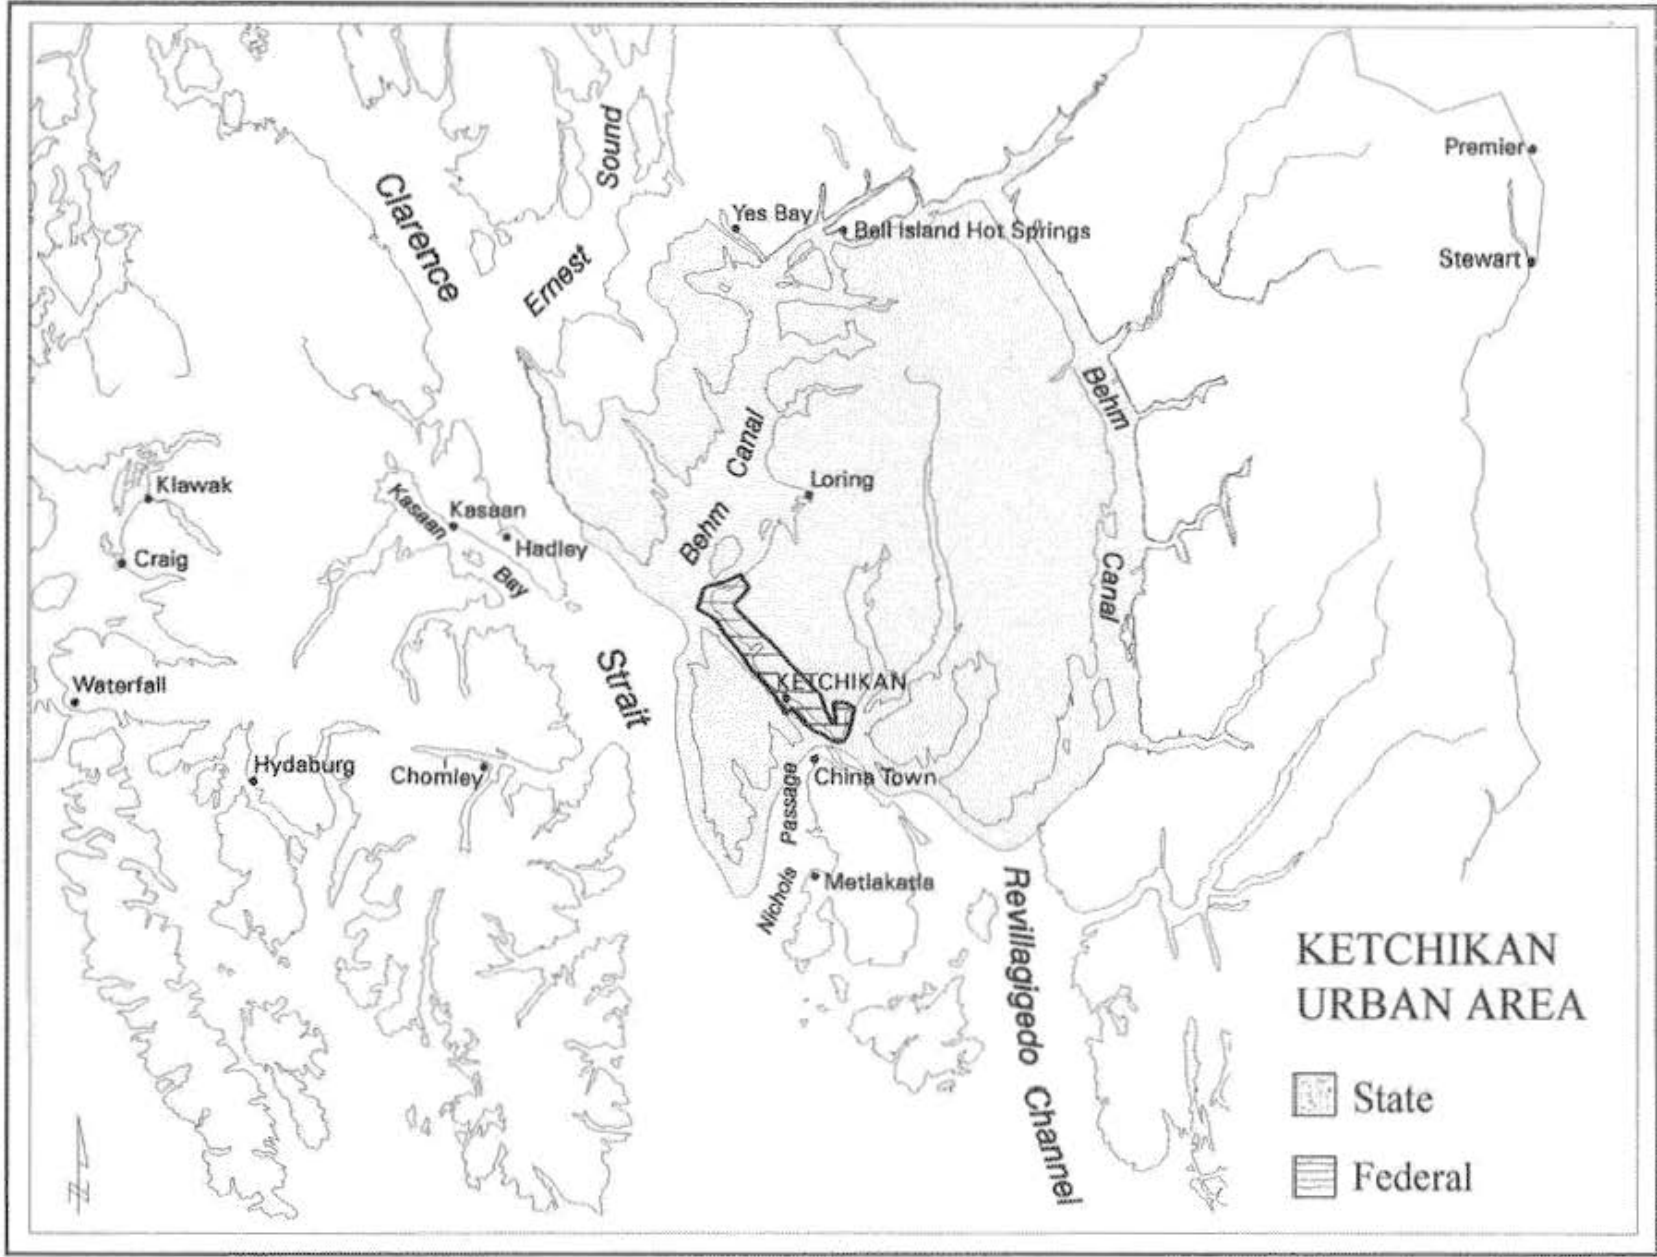 Sound
Premier
Clarence
Yes Bay
Bell Island Hot Springs
Ernest
Stewart
Behm
Canal
Loring
Klawak
Kasaan
Kasaan
Craig
Hadley
Behm
Bay
Canal
Strait
KETCHIKAN
Waterfall
Hydaburg
Chomley
China Town
Nichols Passage
Metlakatla
Revillagigedo Channel
KETCHIKAN
URBAN AREA
State
Federal
N